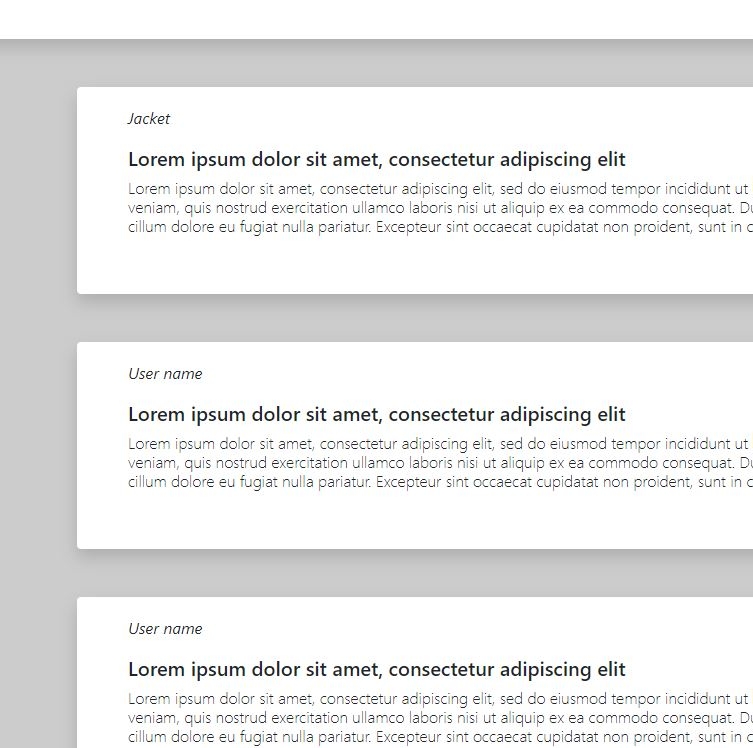 Jacket
Lorem ipsum dolor sit amet, consectetur adipiscing elit
Lorem ipsum dolor sit amet, consectetur adipiscing elit, sed do eiusmod tempor incididunt ut
veniam, quis nostrud exercitation ullamco laboris nisi ut aliquip ex ea commodo consequat.
cillum dolore eu fugiat nulla pariatur. Excepteur sint occaecat cupidatat non proident, sunt in
User name
Lorem ipsum dolor sit amet, consectetur adipiscing elit
Lorem ipsum dolor sit amet, consectetur adipiscing elit, sed do eiusmod tempor incididunt ut
veniam, quis nostrud exercitation ullamco laboris nisi ut aliquip ex ea commodo consequat.
cillum dolore eu fugiat nulla pariatur. Excepteur sint occaecat cupidatat non proident, sunt in
User name
Lorem ipsum dolor sit amet, consectetur adipiscing elit
Lorem ipsum dolor sit amet, consectetur adipiscing elit, sed do eiusmod tempor incididunt ut
veniam, quis nostrud exercitation ullamco laboris nisi ut aliquip ex ea commodo consequat.
cillum dolore eu fugiat nulla pariatur. Excepteur sint occaecat cupidatat non proident, sunt in